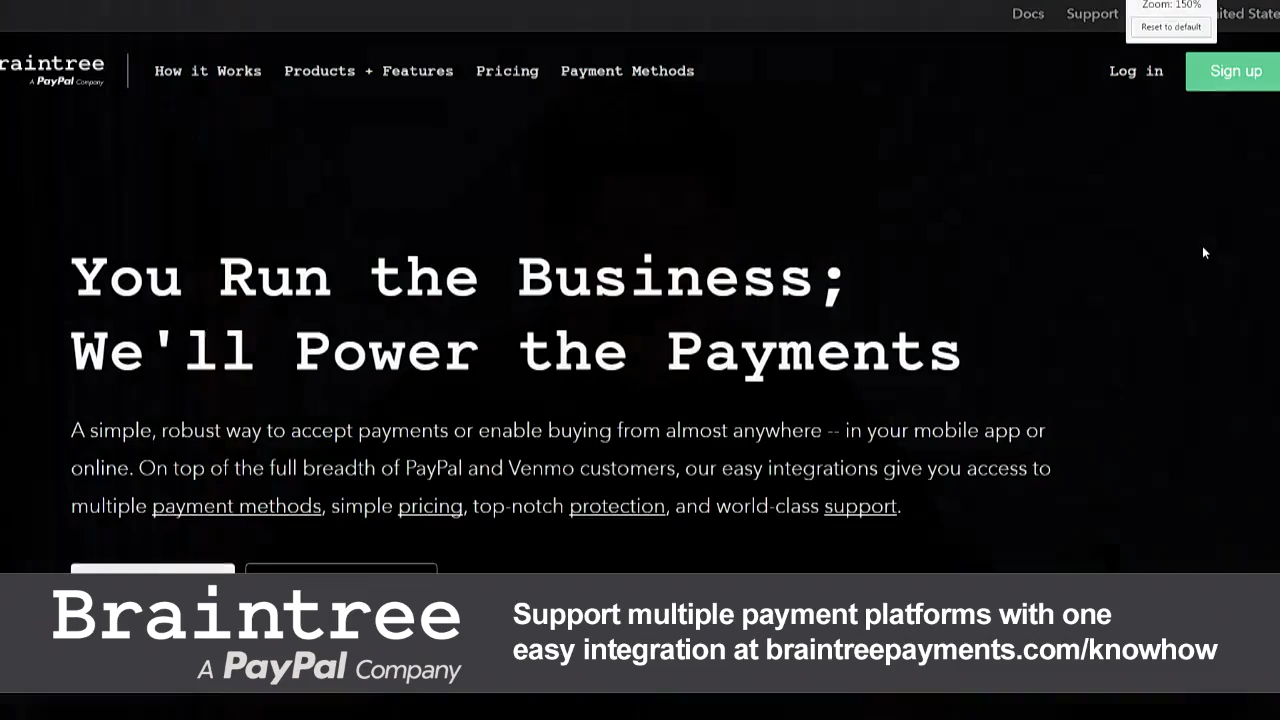 Docs Support
Zoom: 150%
Reset to default
nited State
raintree
A PayPal Company
How it Works Products + Features Pricing Payment Methods
Log in Sign up
You Run the Business;
We'll Power the Payments
A simple, robust way to accept payments or enable buying from almost anywhere -- in your mobile app or
online. On top of the full breadth of PayPal and Venmo customers, our easy integrations give you access to
multiple payment methods, simple pricing, top-notch protection, and world-class support.
Braintree
A PayPal Company
Support multiple payment platforms with one
easy integration at braintreepayments.com/knowhow